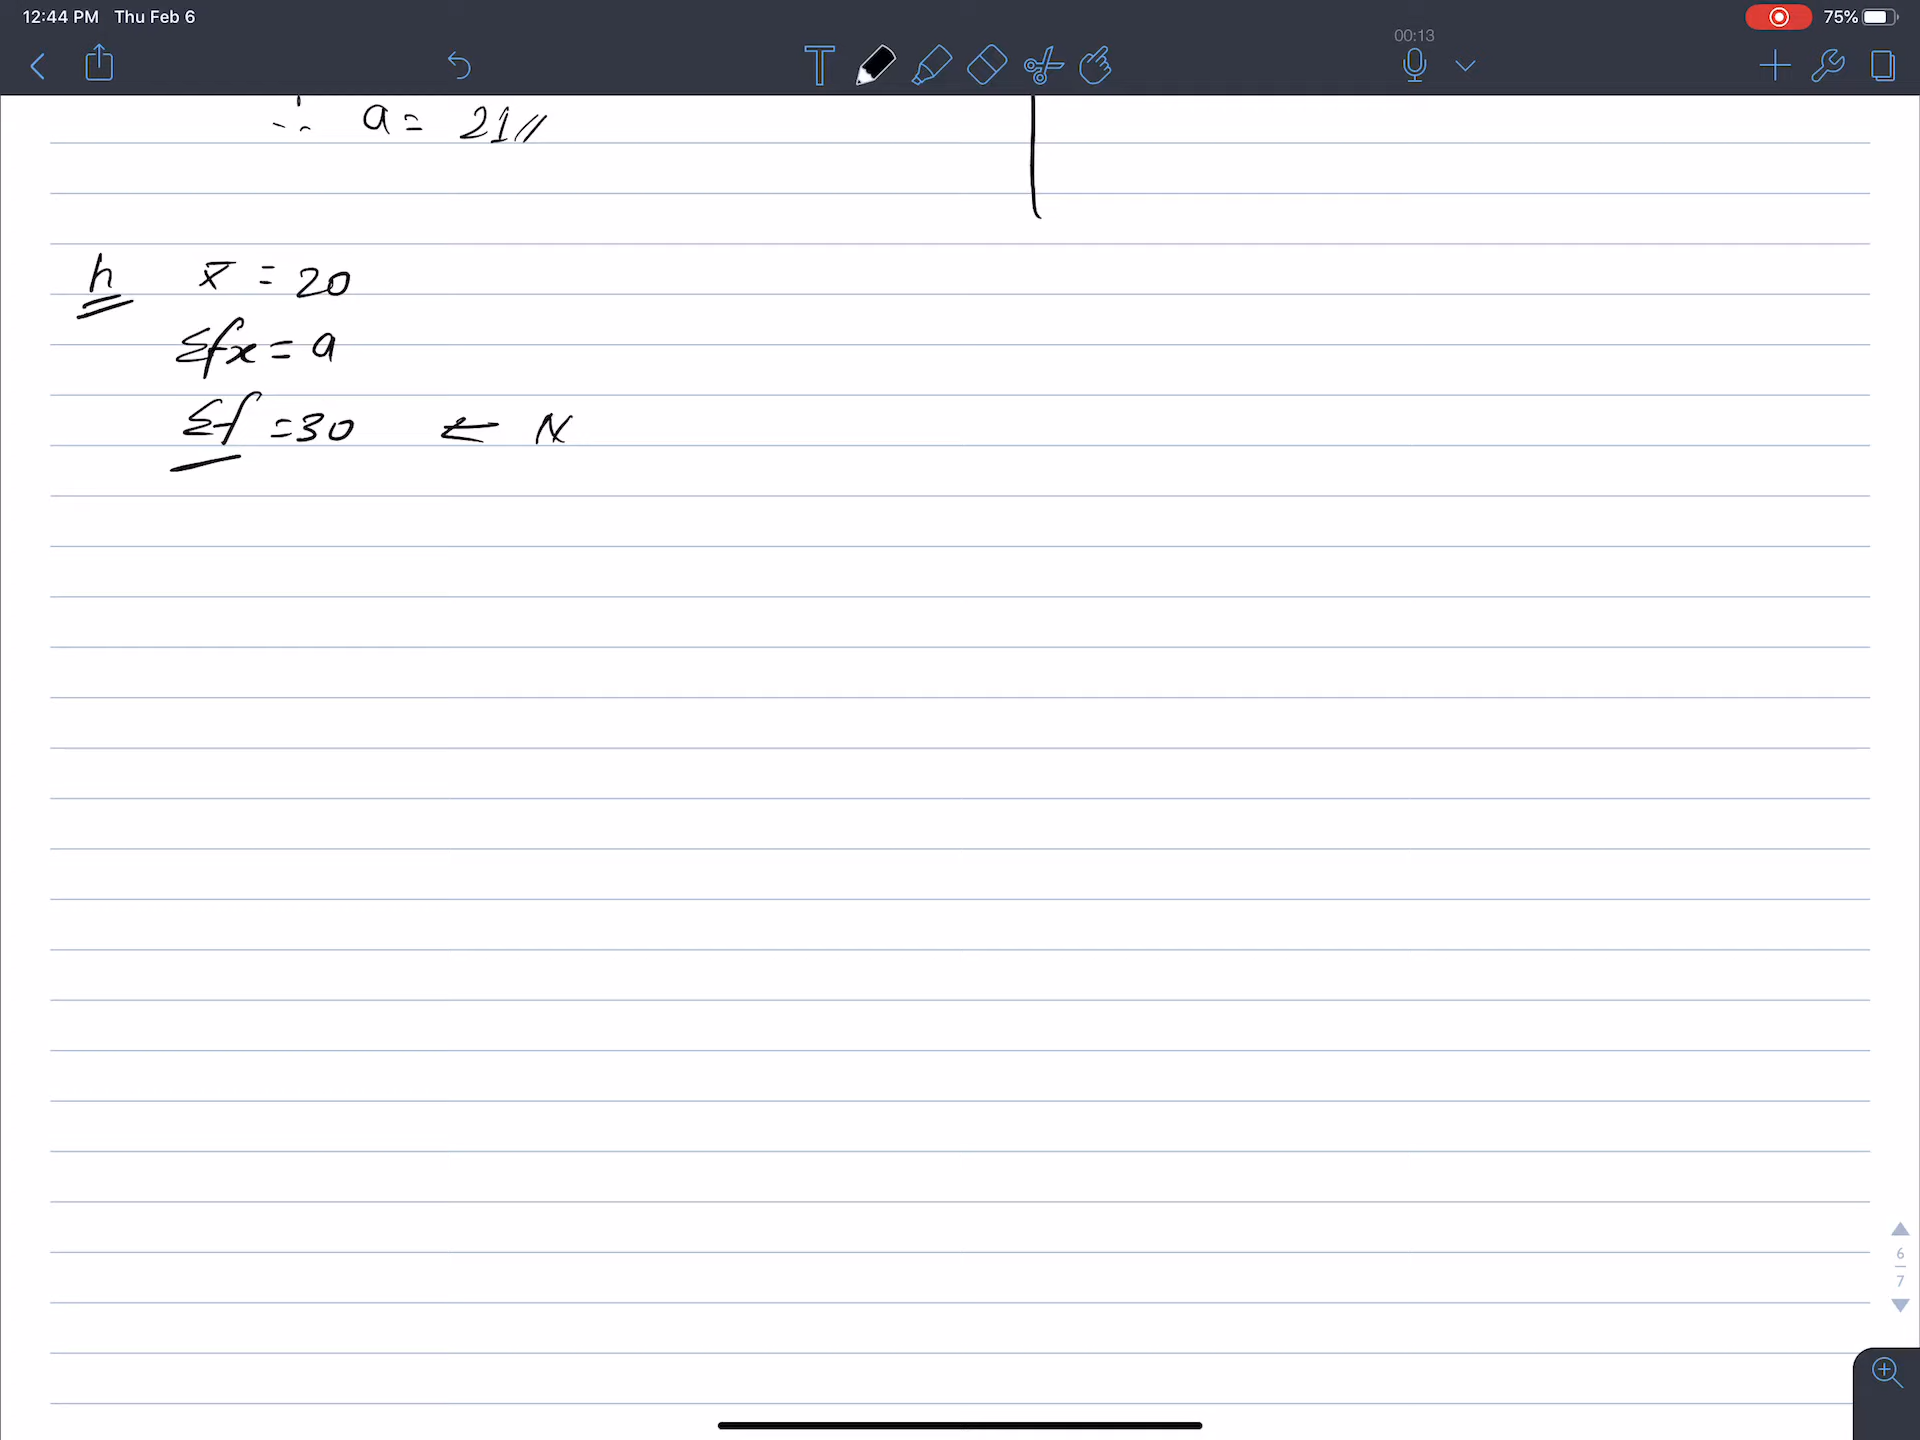 12:44 PM Thu Feb 6
75%
00:13
∴ a = 21//
h x̄ = 20
Σfx = a
Σf = 30 ← N
6
7